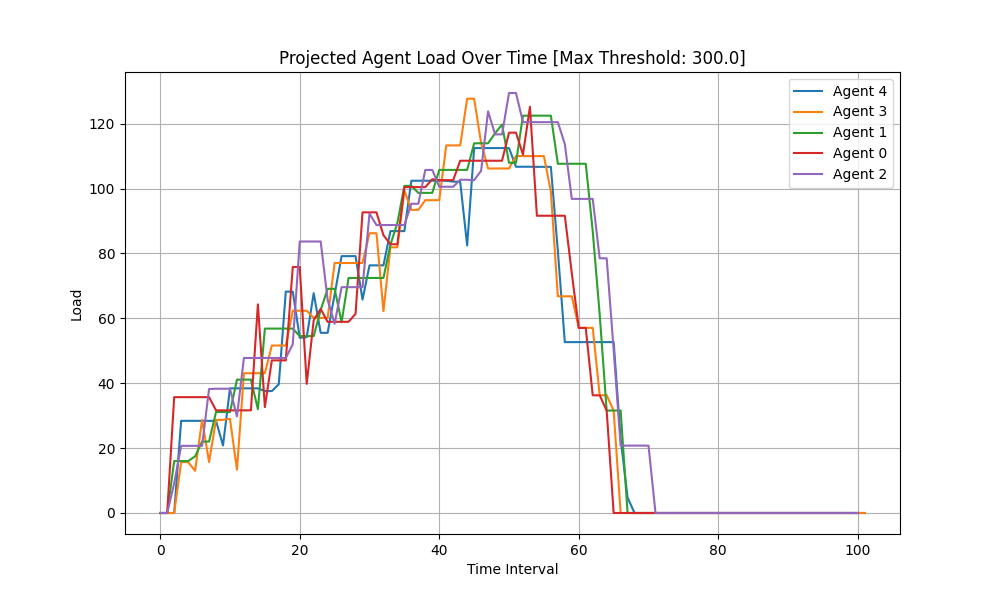 Projected Agent Load Over Time [Max Threshold: 300.0]
Agent 4
Agent 3
Agent 1
Agent 0
Agent 2
Load
120
100
80
60
40
20
0
0 20 40 60 80 100
Time Interval